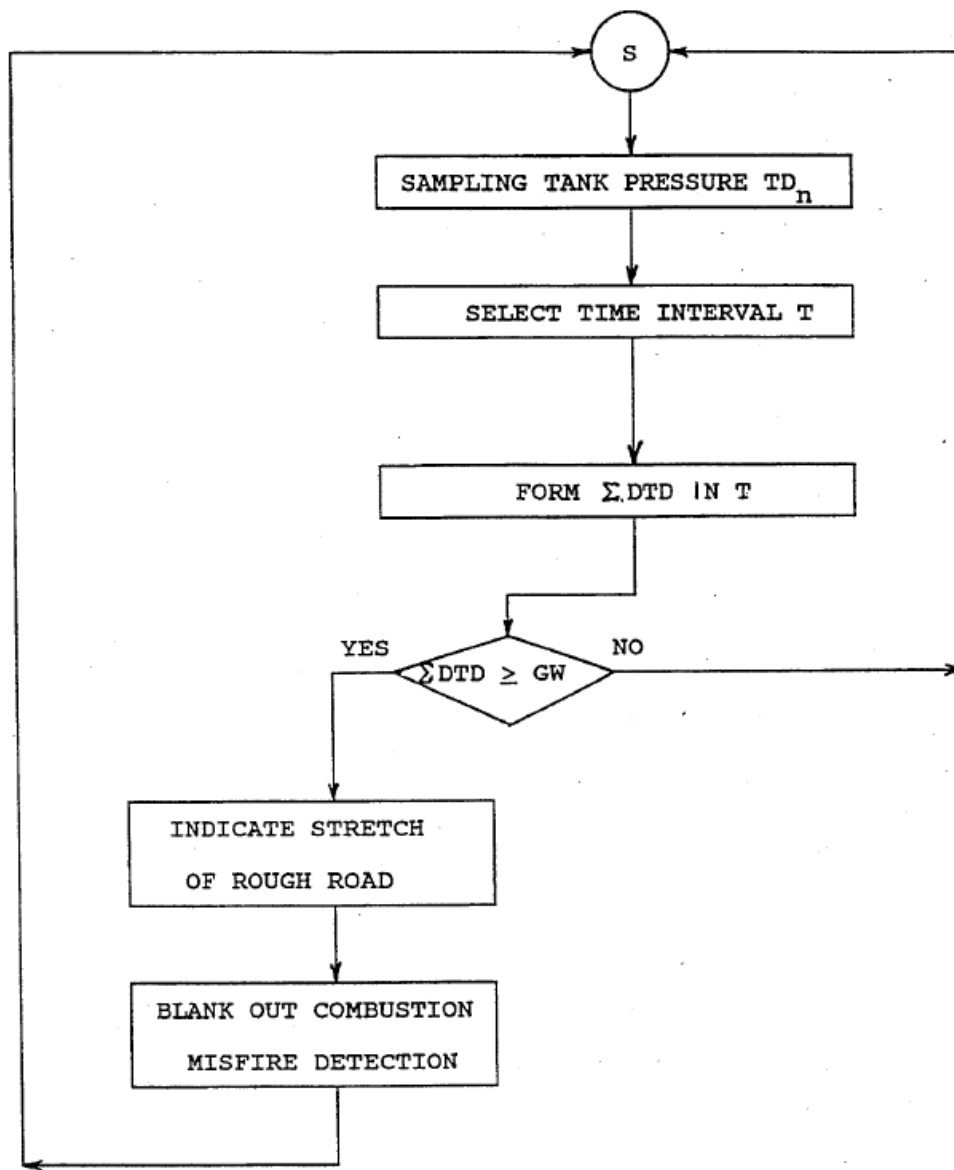 S
SAMPLING TANK PRESSURE TDn
SELECT TIME INTERVAL T
FORM Σ DTD IN T
YES
NO
ΣDTD ≥ GW
INDICATE STRETCH
OF ROUGH ROAD
BLANK OUT COMBUSTION
MISFIRE DETECTION